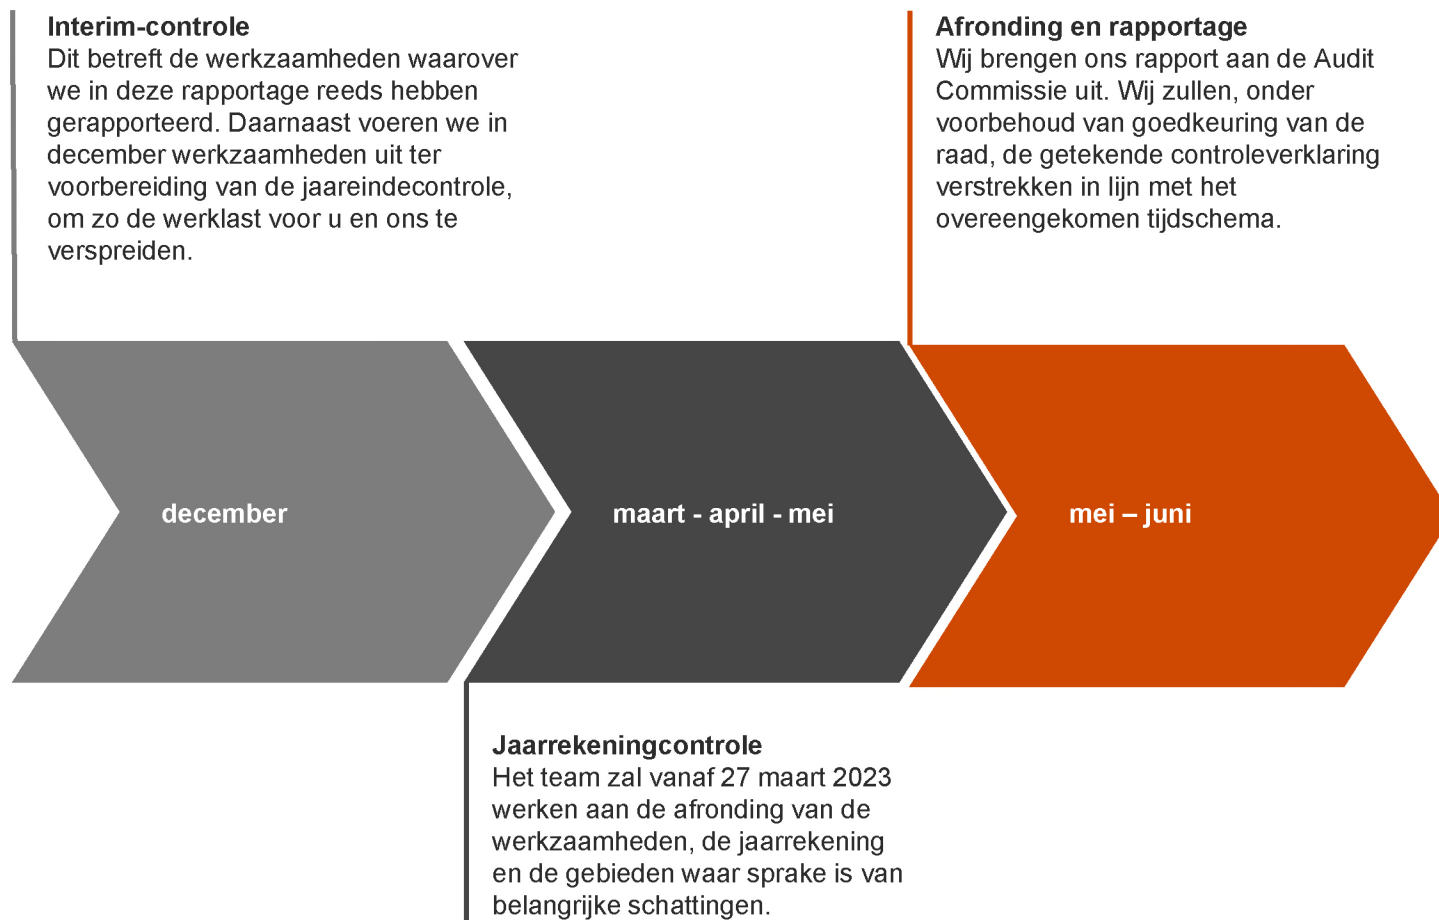 Interim-controle
Dit betreft de werkzaamheden waarover
we in deze rapportage reeds hebben
gerapporteerd. Daarnaast voeren we in
december werkzaamheden uit ter
voorbereiding van de jaareindecontrole,
om zo de werklast voor u en ons te
verspreiden.
Afronding en rapportage
Wij brengen ons rapport aan de Audit
Commissie uit. Wij zullen, onder
voorbehoud van goedkeuring van de
raad, de getekende controleverklaring
verstrekken in lijn met het
overeengekomen tijdschema.
december
maart - april - mei
mei – juni
Jaarrekeningcontrole
Het team zal vanaf 27 maart 2023
werken aan de afronding van de
werkzaamheden, de jaarrekening
en de gebieden waar sprake is van
belangrijke schattingen.